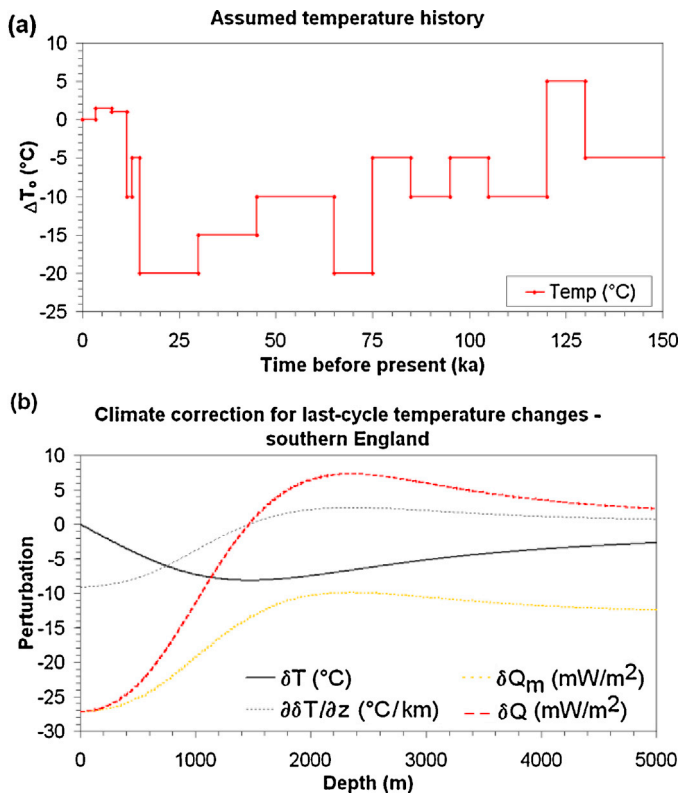 (a)
Assumed temperature history
10
5
0
-5
-10
-15
-20
-25
ΔTₒ (°C)
Temp (°C)
0 25 50 75 100 125 150
Time before present (ka)
(b)
Climate correction for last-cycle temperature changes -
southern England
10
5
0
-5
-10
-15
-20
-25
-30
Perturbation
δT (°C)
δQm (mW/m²)
∂δT/∂z (°C/km)
δQ (mW/m²)
0 1000 2000 3000 4000 5000
Depth (m)